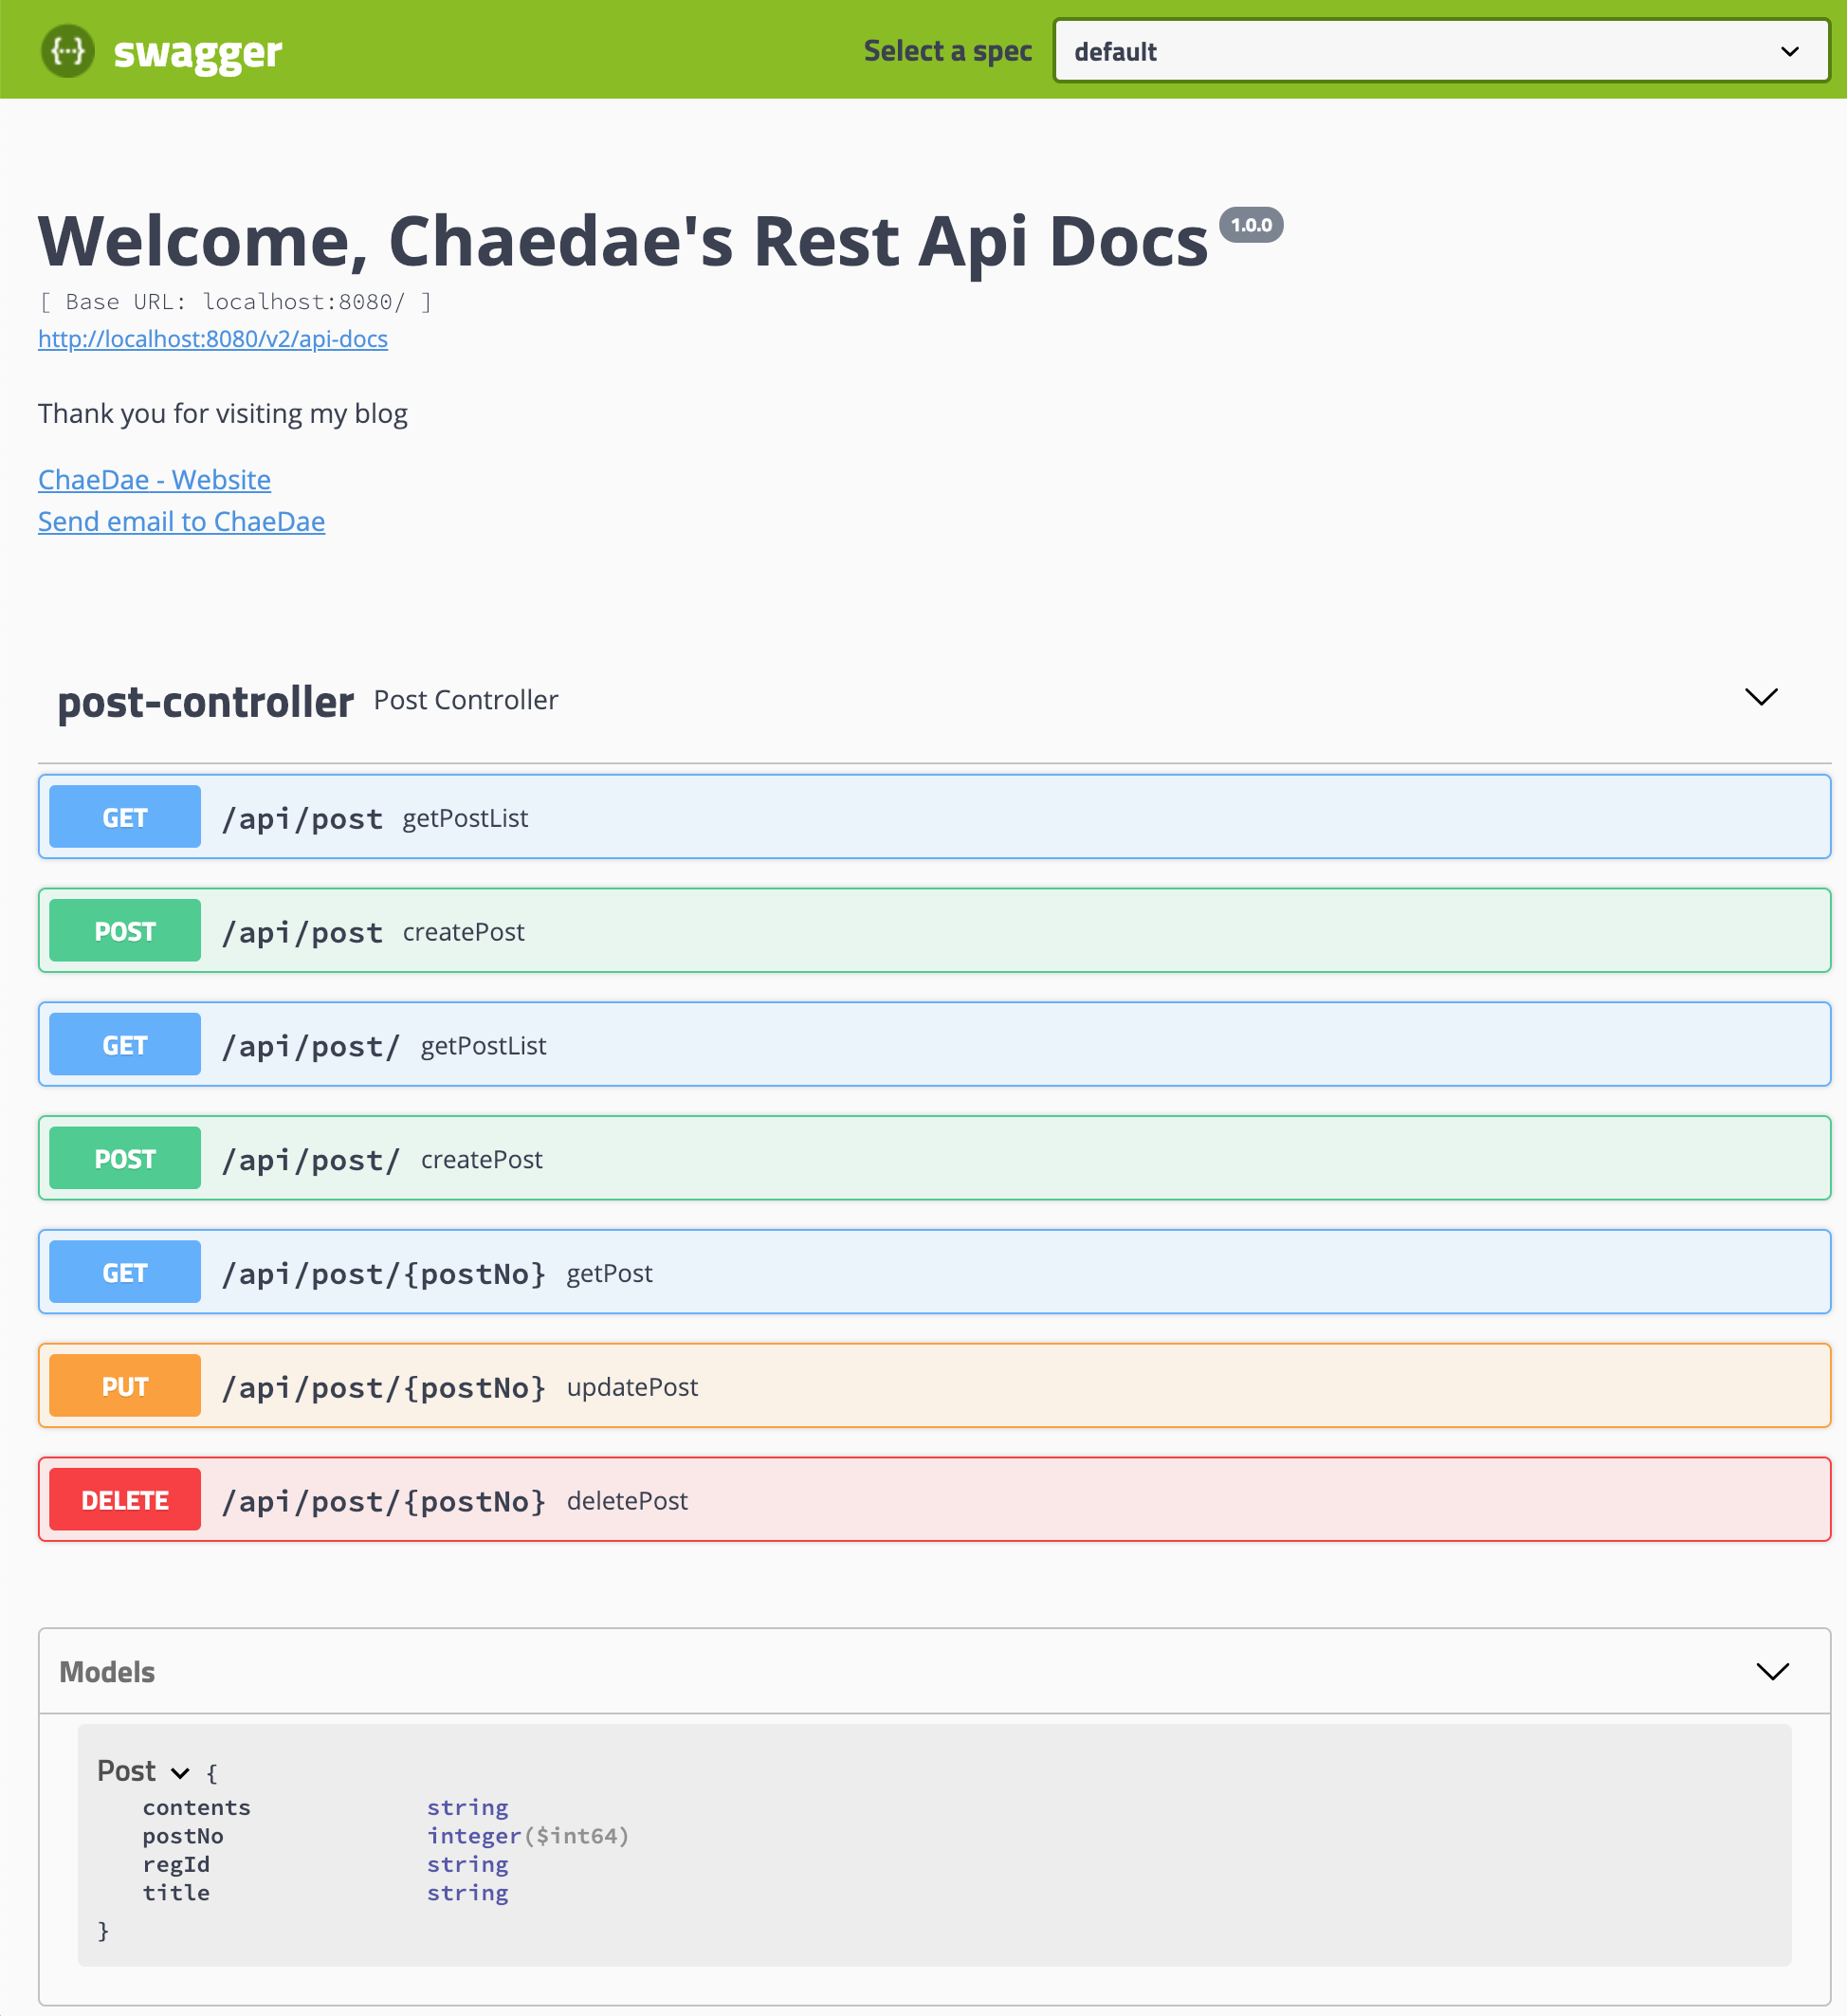 {···} swagger Select a spec default
Welcome, Chaedae's Rest Api Docs 1.0.0
[ Base URL: localhost:8080/ ]
http://localhost:8080/v2/api-docs
Thank you for visiting my blog
ChaeDae - Website
Send email to ChaeDae
post-controller Post Controller
GET /api/post getPostList
POST /api/post createPost
GET /api/post/ getPostList
POST /api/post/ createPost
GET /api/post/{postNo} getPost
PUT /api/post/{postNo} updatePost
DELETE /api/post/{postNo} deletePost
Models
Post {
contents string
postNo integer($int64)
regId string
title string
}